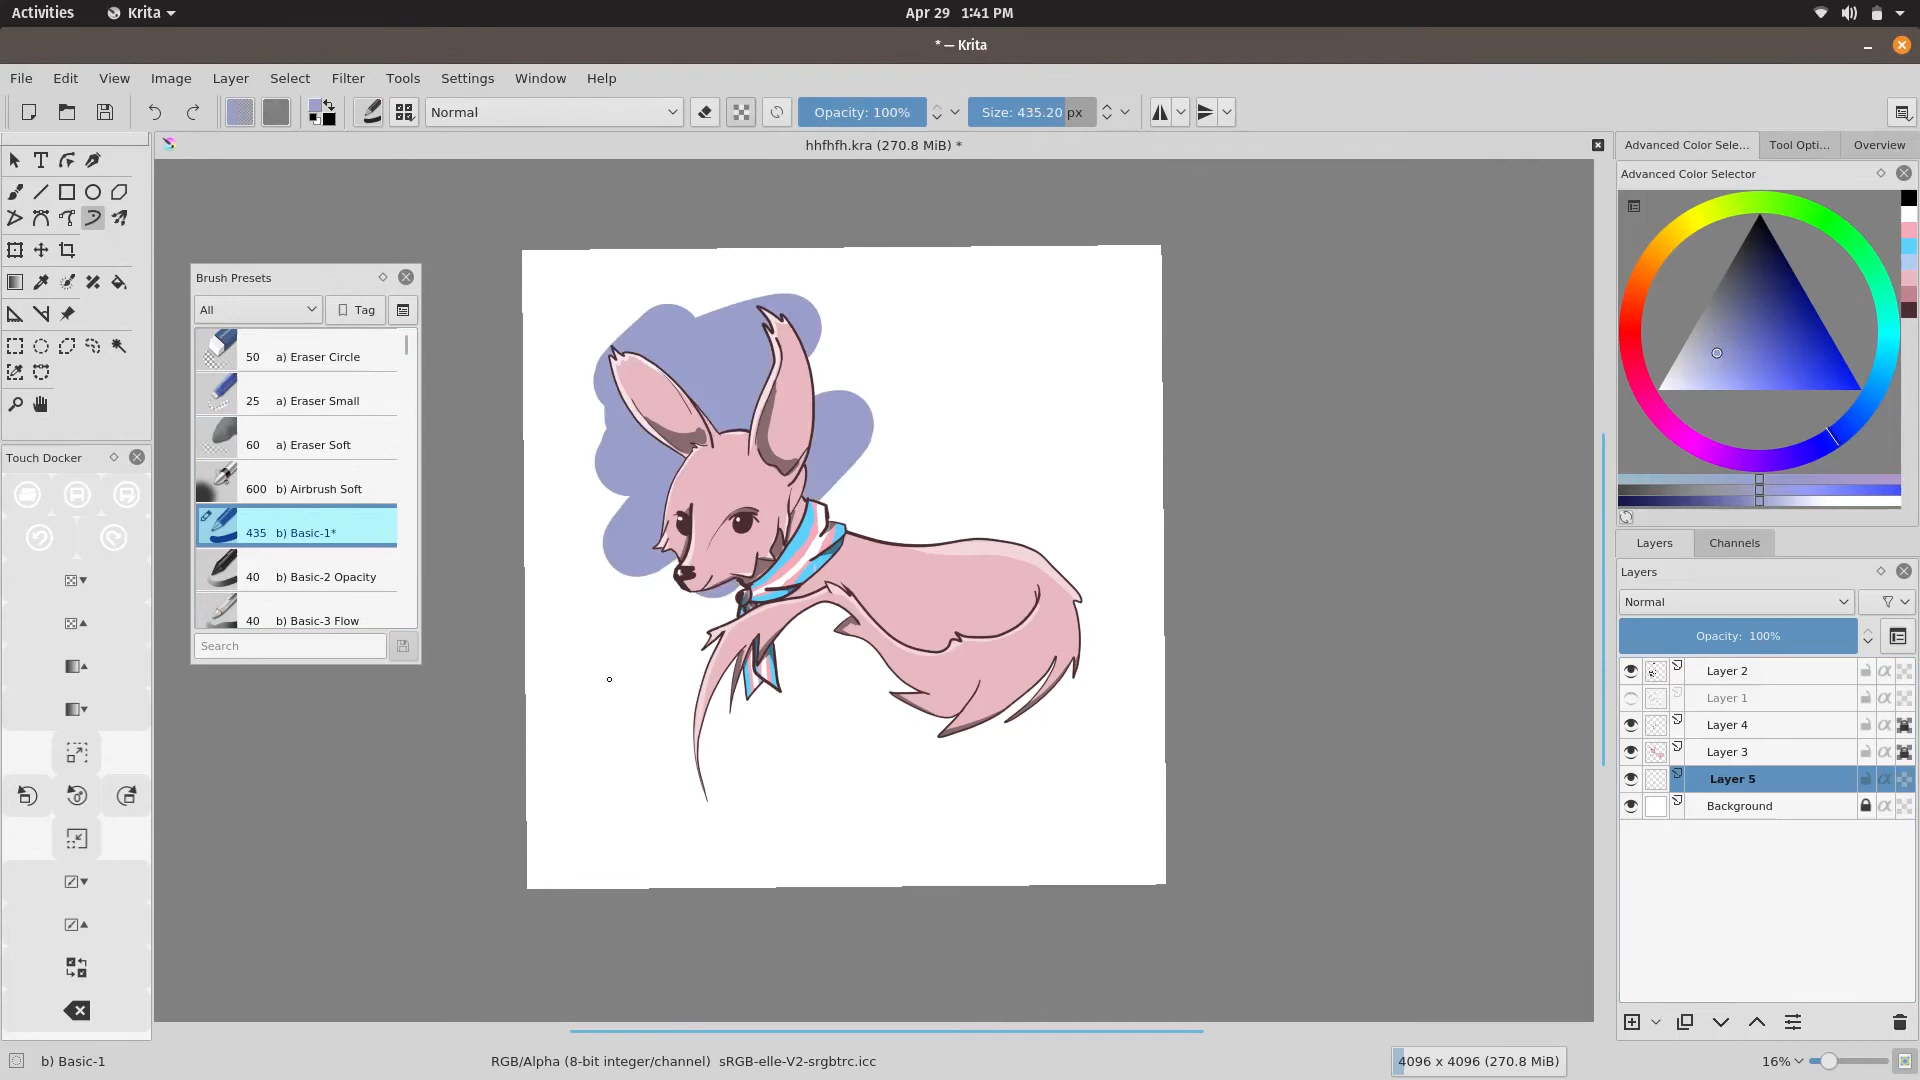 Activities Krita Apr 29 1:41 PM
* — Krita
File Edit View Image Layer Select Filter Tools Settings Window Help
Normal Opacity: 100% Size: 435.20 px
hhfhfh.kra (270.8 MiB) *
Advanced Color Sele... Tool Opti... Overview
Advanced Color Selector
Brush Presets
All Tag
50 a) Eraser Circle
25 a) Eraser Small
60 a) Eraser Soft
600 b) Airbrush Soft
435 b) Basic-1*
40 b) Basic-2 Opacity
40 b) Basic-3 Flow
Search
Touch Docker
Layers Channels
Layers
Normal
Opacity: 100%
Layer 2
Layer 1
Layer 4
Layer 3
Layer 5
Background
b) Basic-1 RGB/Alpha (8-bit integer/channel) sRGB-elle-V2-srgbtrc.icc 4096 x 4096 (270.8 MiB) 16%